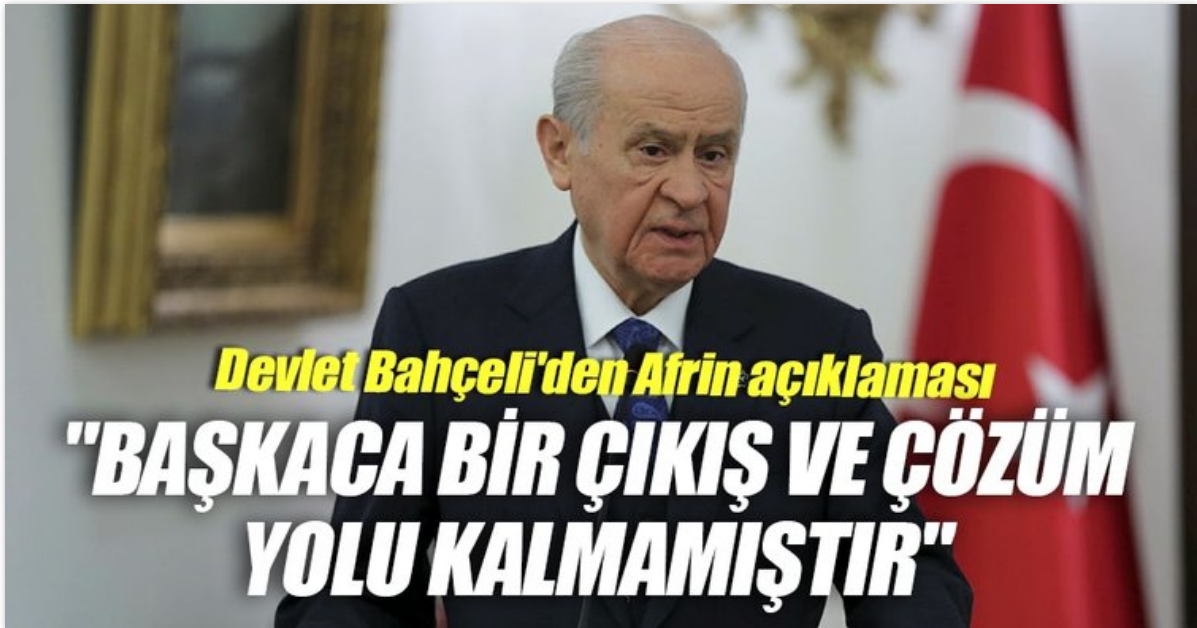 Devlet Bahçeli'den Afrin açıklaması
"BAŞKACA BİR ÇIKIŞ VE ÇÖZÜM
YOLU KALMAMIŞTIR"